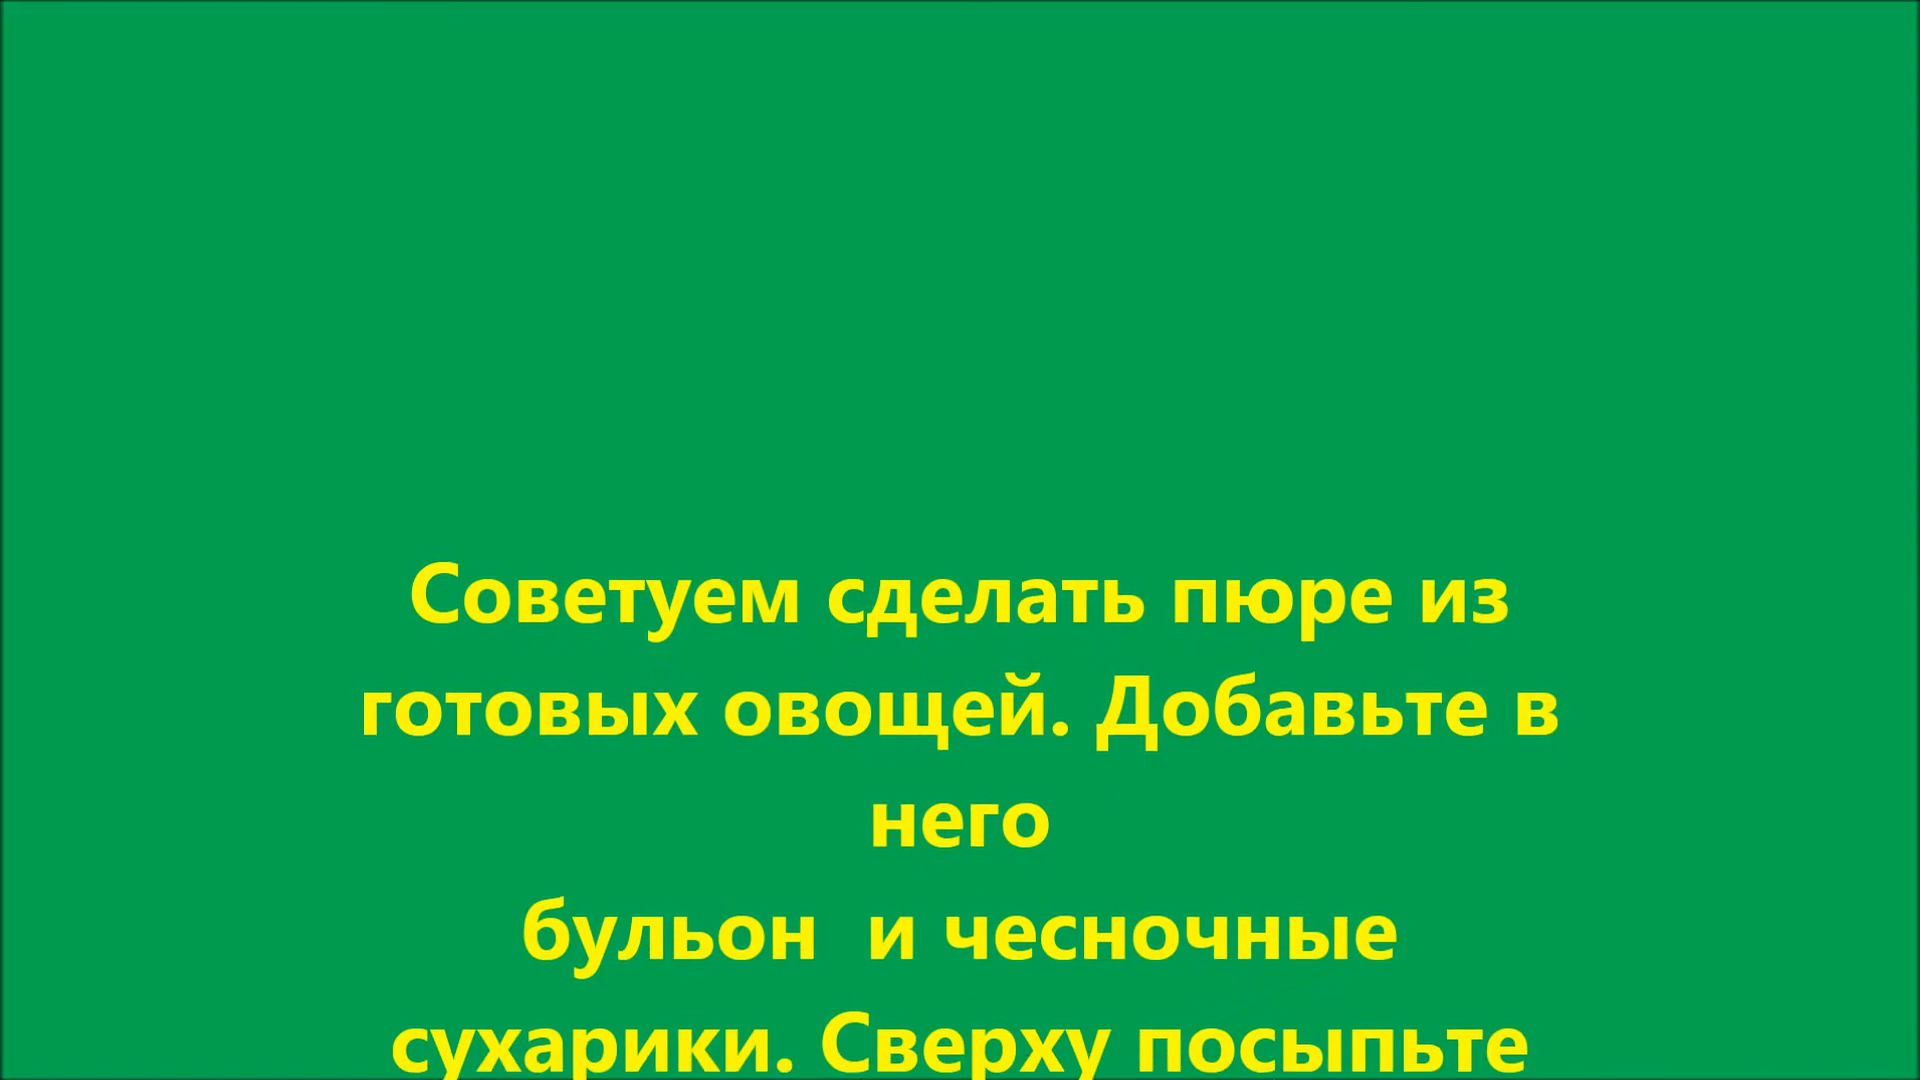 Советуем сделать пюре из
готовых овощей. Добавьте в
него
бульон  и чесночные
сухарики. Сверху посыпьте